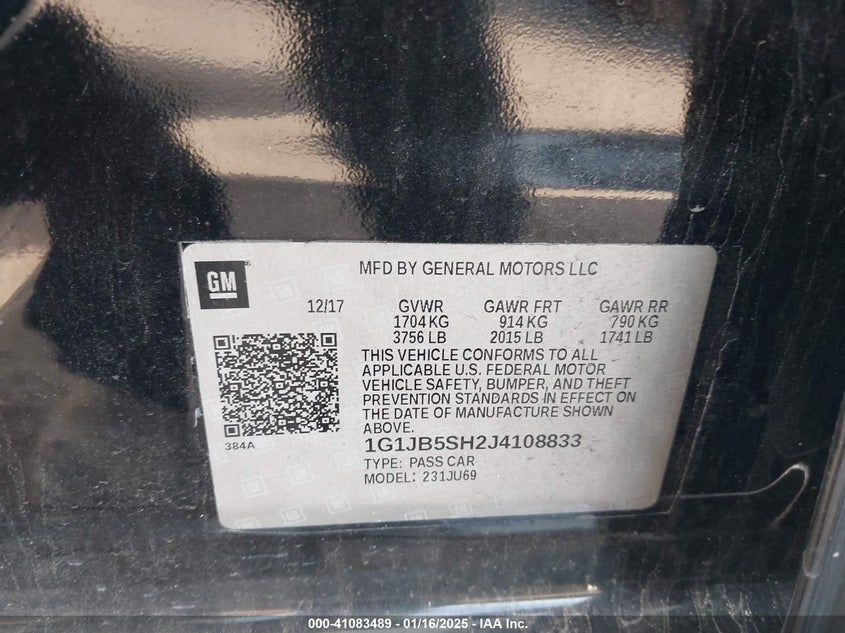 GM
MFD BY GENERAL MOTORS LLC
12/17 GVWR GAWR FRT GAWR RR
1704 KG 914 KG 790 KG
3756 LB 2015 LB 1741 LB
THIS VEHICLE CONFORMS TO ALL
APPLICABLE U.S. FEDERAL MOTOR
VEHICLE SAFETY, BUMPER, AND THEFT
PREVENTION STANDARDS IN EFFECT ON
THE DATE OF MANUFACTURE SHOWN
ABOVE.
384A
1G1JB5SH2J4108833
TYPE: PASS CAR
MODEL: 231JU69
000-41083489 - 01/16/2025 - IAA, Inc.